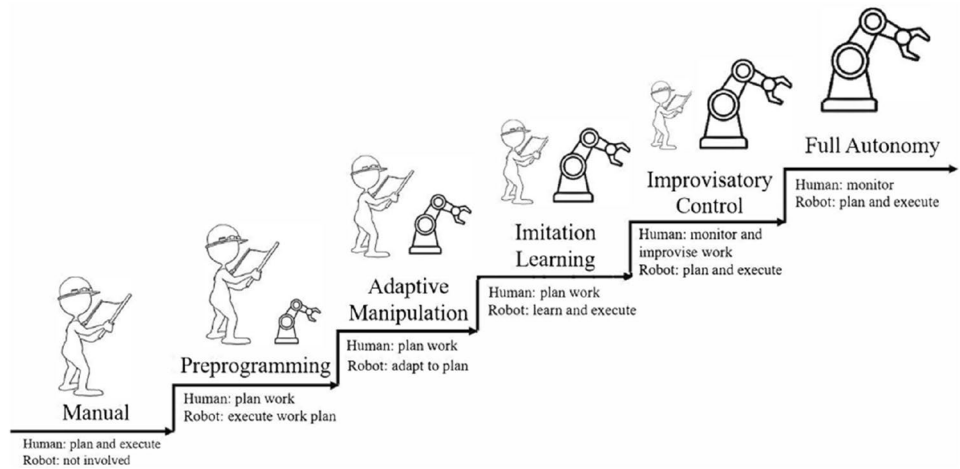 Manual
Human: plan and execute
Robot: not involved
Preprogramming
Human: plan work
Robot: execute work plan
Adaptive
Manipulation
Human: plan work
Robot: adapt to plan
Imitation
Learning
Human: plan work
Robot: learn and execute
Improvisatory
Control
Human: monitor and
improvise work
Robot: plan and execute
Full Autonomy
Human: monitor
Robot: plan and execute